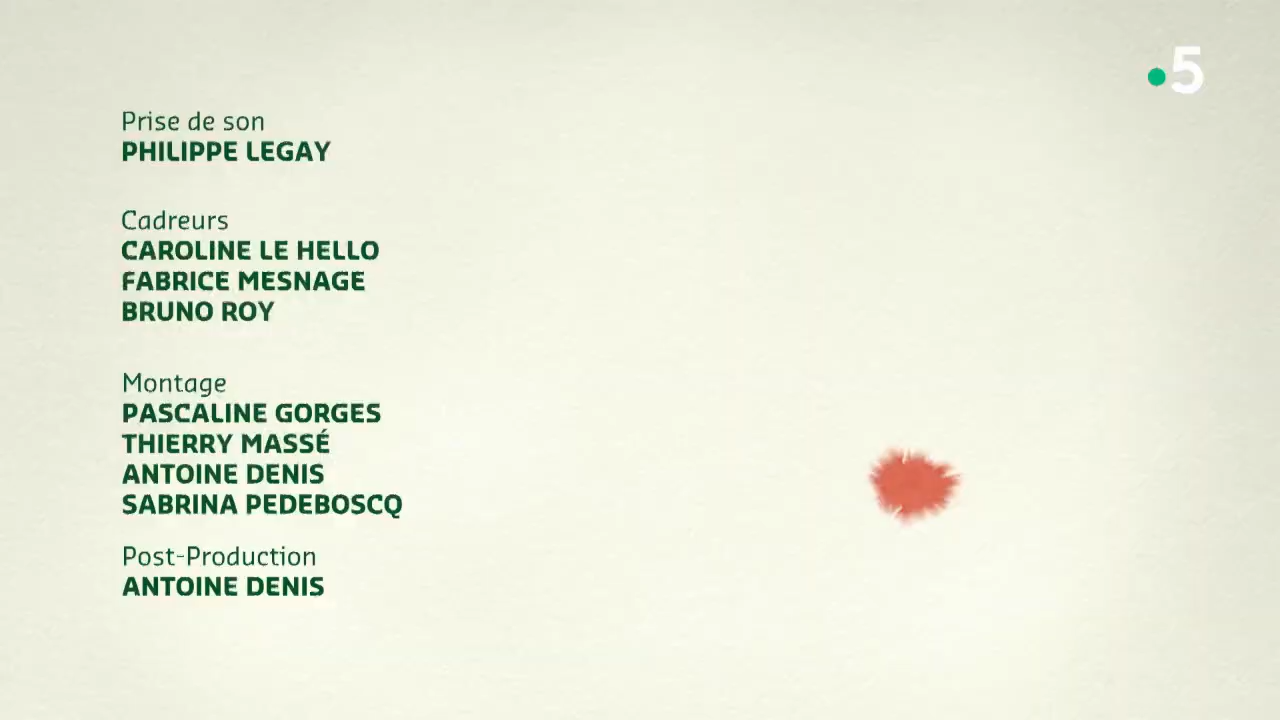 5
Prise de son
PHILIPPE LEGAY
Cadreurs
CAROLINE LE HELLO
FABRICE MESNAGE
BRUNO ROY
Montage
PASCALINE GORGES
THIERRY MASSÉ
ANTOINE DENIS
SABRINA PEDEBOSCQ
Post-Production
ANTOINE DENIS